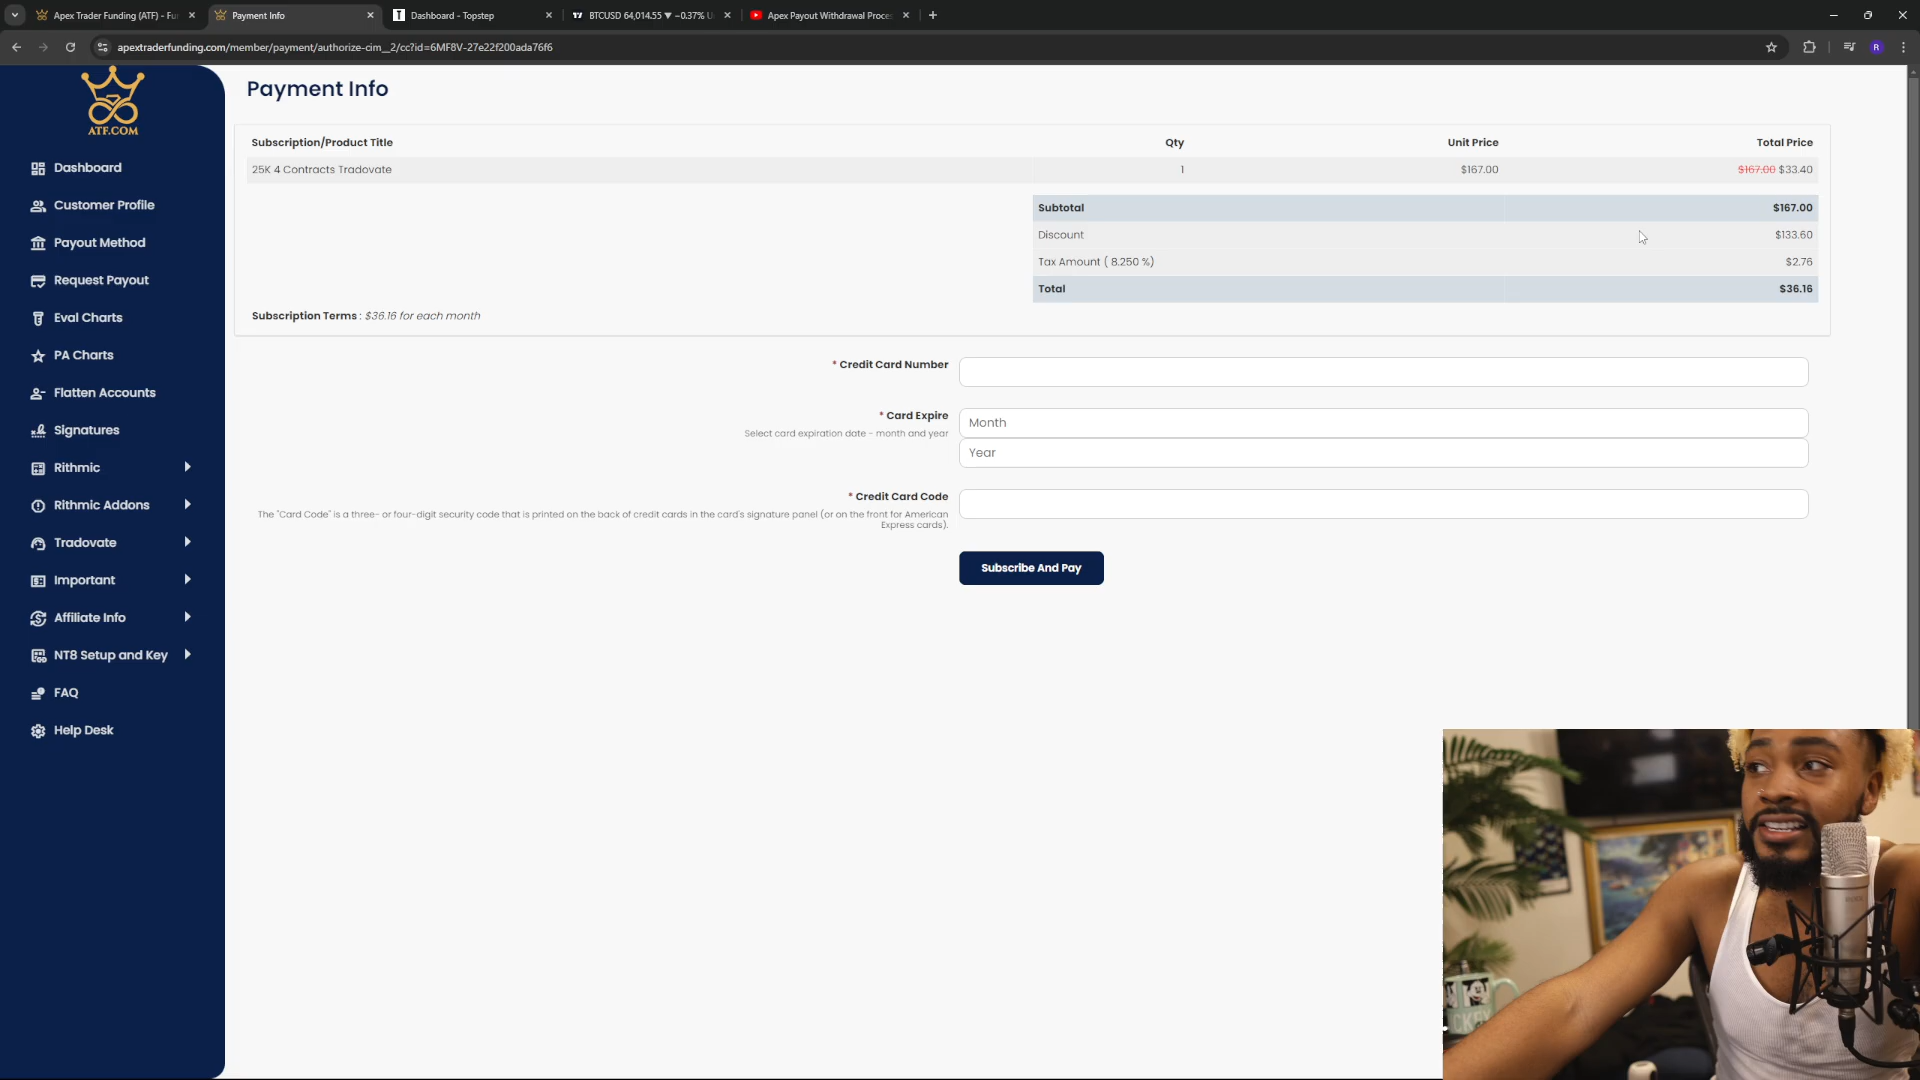 Apex Trader Funding (ATF) - Fu
Payment Info
Dashboard - Topstep
BTCUSD 64,014.55 ▼ −0.37% U
Apex Payout Withdrawal Proce
apextraderfunding.com/member/payment/authorize-cim__2/cc?id=6MF8V-27e22f200ada76f6
R
ATF.COM
Dashboard
Customer Profile
Payout Method
Request Payout
Eval Charts
PA Charts
Flatten Accounts
Signatures
Rithmic
Rithmic Addons
Tradovate
Important
Affiliate Info
NT8 Setup and Key
FAQ
Help Desk
Payment Info
Subscription/Product Title Qty Unit Price Total Price
25K 4 Contracts Tradovate 1 $167.00 $167.00 $33.40
Subtotal $167.00
Discount $133.60
Tax Amount ( 8.250 %) $2.76
Total $36.16
Subscription Terms : $36.16 for each month
* Credit Card Number
* Card Expire
Select card expiration date - month and year
Month
Year
* Credit Card Code
The "Card Code" is a three- or four-digit security code that is printed on the back of credit cards in the card's signature panel (or on the front for American
Express cards).
Subscribe And Pay